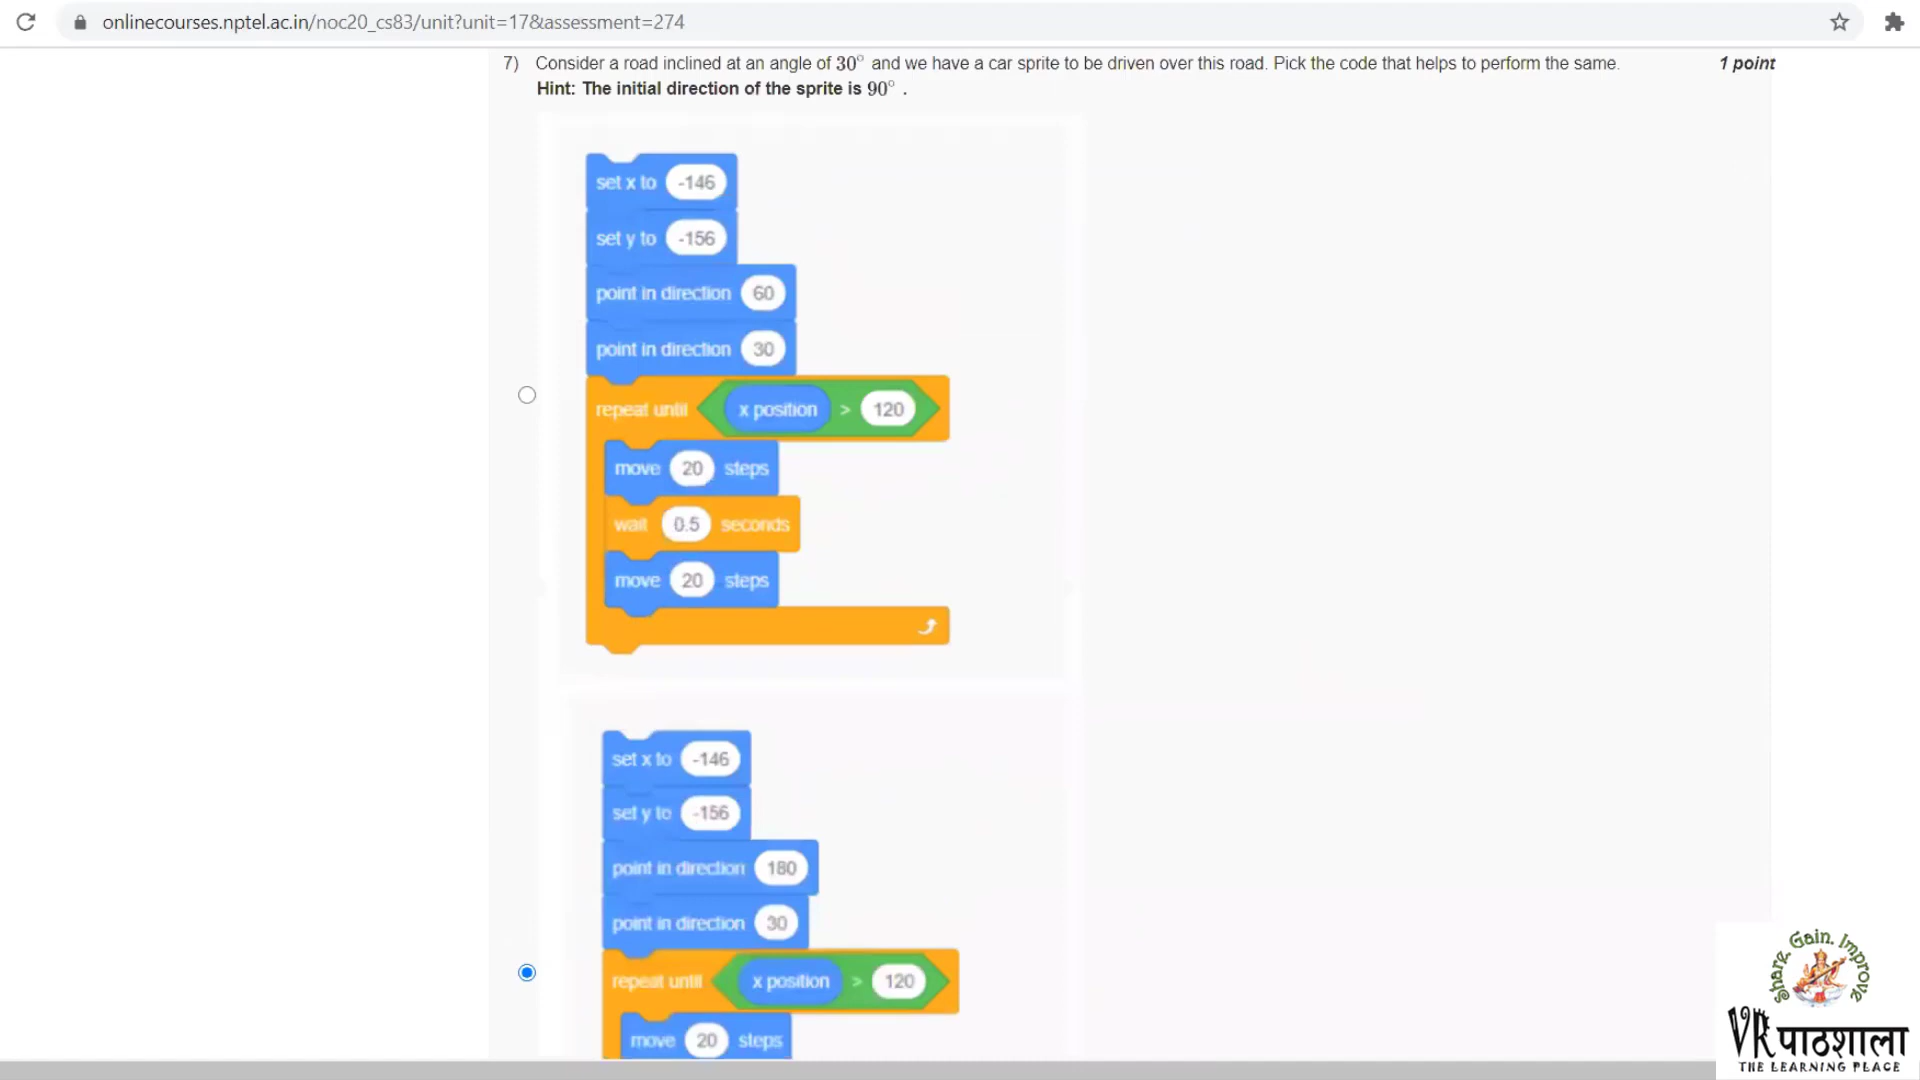 onlinecourses.nptel.ac.in/noc20_cs83/unit?unit=17&assessment=274
7) Consider a road inclined at an angle of 30° and we have a car sprite to be driven over this road. Pick the code that helps to perform the same. 1 point
Hint: The initial direction of the sprite is 90° .
set x to -146
set y to -156
point in direction 60
point in direction 30
repeat until x position > 120
move 20 steps
wait 0.5 seconds
move 20 steps
set x to -146
set y to -156
point in direction 180
point in direction 30
repeat until x position > 120
move 20 steps
Share. Gain. Improve
VR पाठशाला
THE LEARNING PLACE